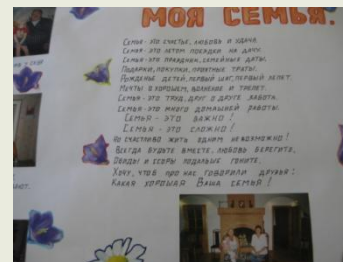 МОЯ СЕМЬЯ.
Семья - это счастье, любовь и удача,
Семья - это летом поездки на дачу.
Семья - это праздник, семейные даты,
Подарки, покупки, приятные траты.
Рожденье детей, первый шаг, первый лепет,
Мечты о хорошем, волнение и трепет.
Семья - это труд, друг о друге забота,
Семья - это много домашней работы.
Семья - это важно!
Семья - это сложно!
Но счастливо жить одним невозможно!
Всегда будьте вместе, любовь берегите,
Обиды и ссоры подальше гоните,
Хочу, чтоб про нас говорили друзья:
Какая хорошая Ваша семья!